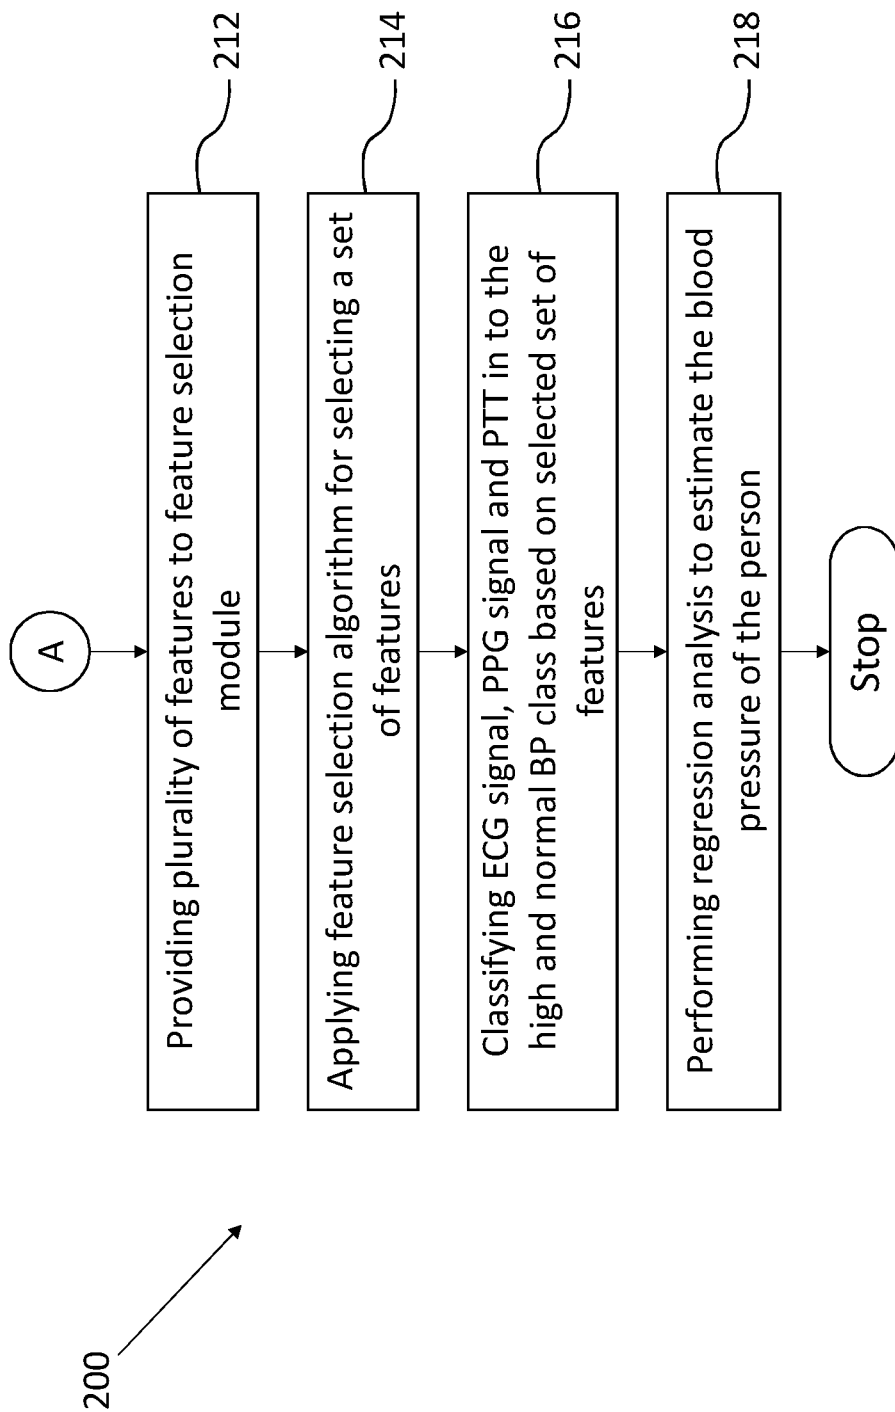 200
A
Providing plurality of features to feature selection
module
212
Applying feature selection algorithm for selecting a set
of features
214
Classifying ECG signal, PPG signal and PTT in to the
high and normal BP class based on selected set of
features
216
Performing regression analysis to estimate the blood
pressure of the person
218
Stop